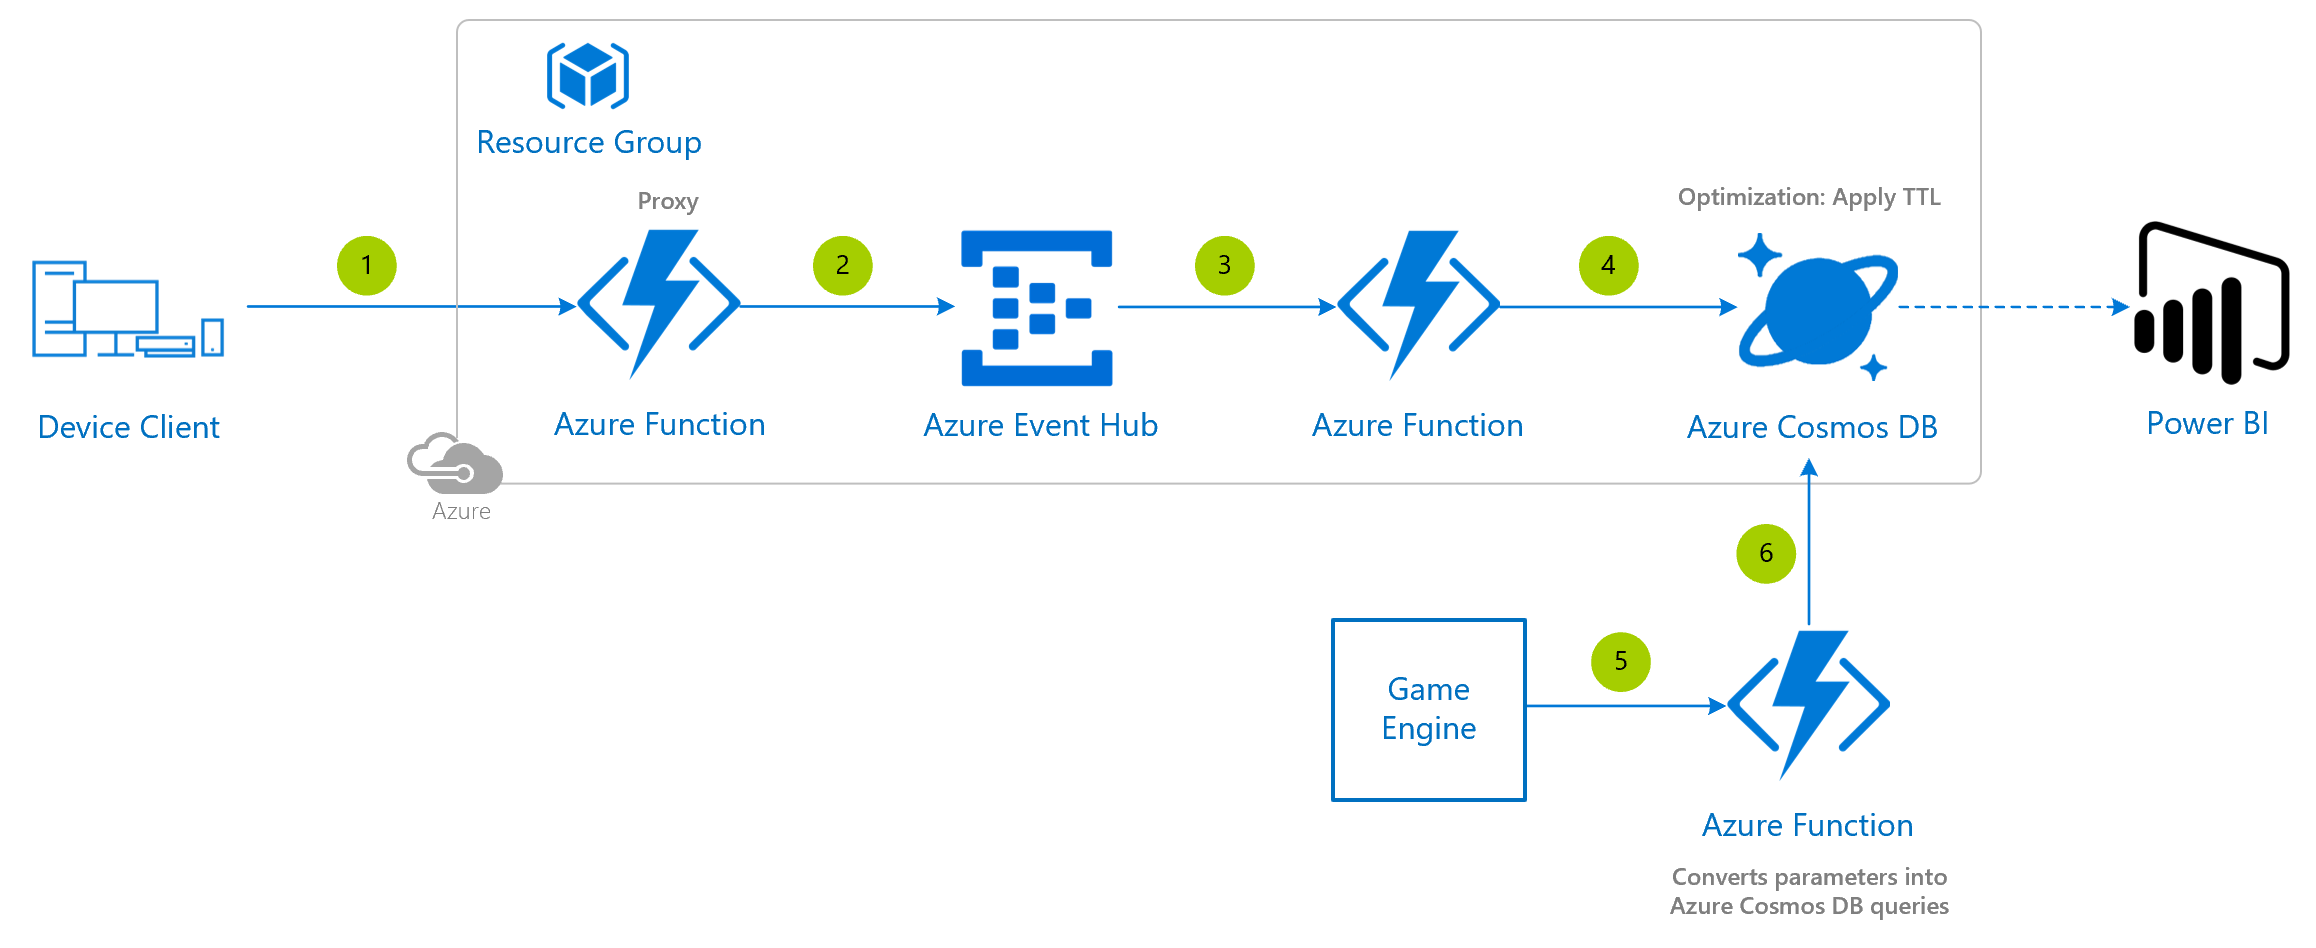 Resource Group
Proxy
Optimization: Apply TTL
1
2
3
4
Device Client
Azure Function
Azure Event Hub
Azure Function
Azure Cosmos DB
Power BI
Azure
6
5
Game
Engine
Azure Function
Converts parameters into
Azure Cosmos DB queries